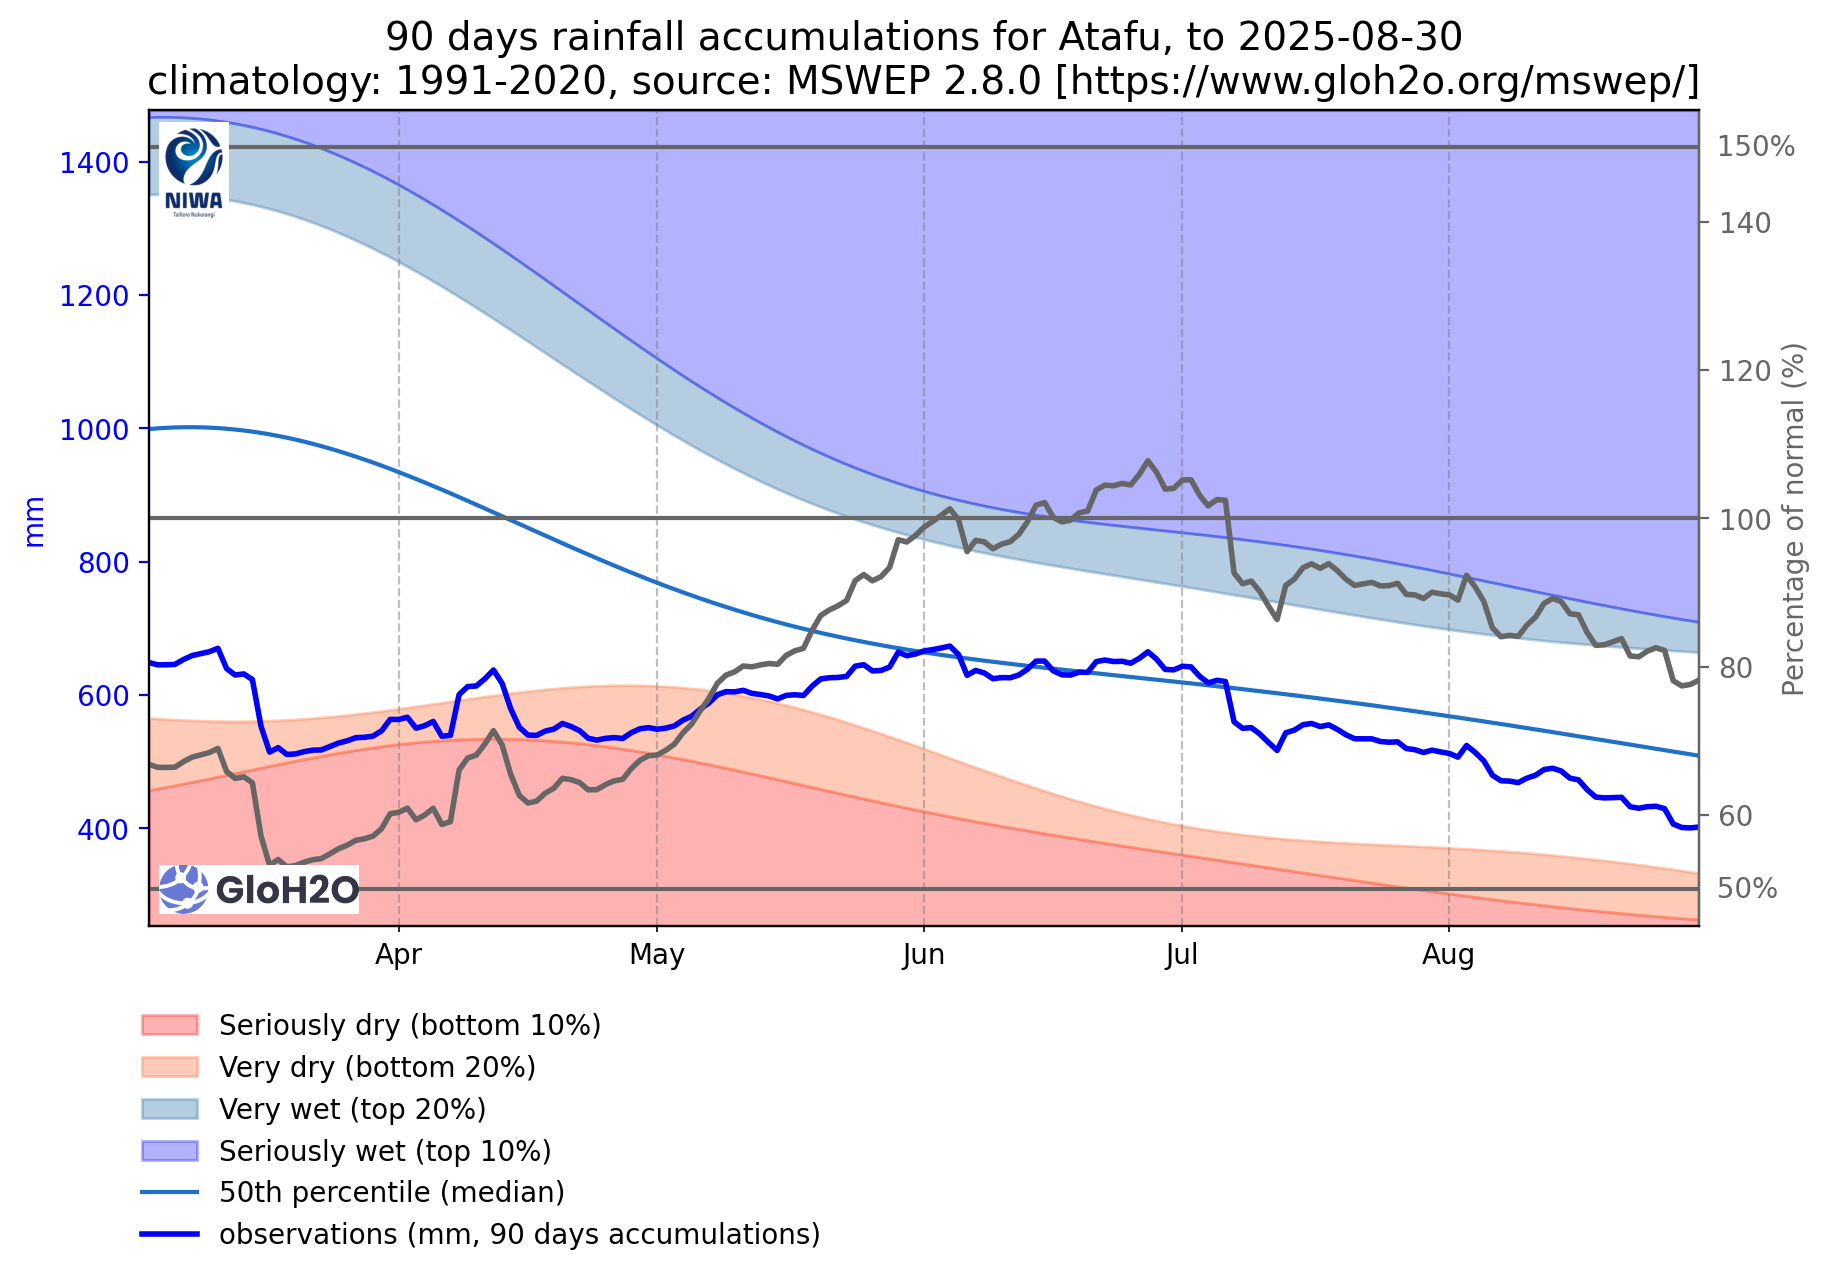 90 days rainfall accumulations for Atafu, to 2025-08-30
climatology: 1991-2020, source: MSWEP 2.8.0 [https://www.gloh2o.org/mswep/]
NIWA
Taihoro Nukurangi
1400
1200
1000
800
600
400
mm
150%
140
120
100
80
60
50%
Percentage of normal (%)
GloH2O
Apr
May
Jun
Jul
Aug
Seriously dry (bottom 10%)
Very dry (bottom 20%)
Very wet (top 20%)
Seriously wet (top 10%)
50th percentile (median)
observations (mm, 90 days accumulations)